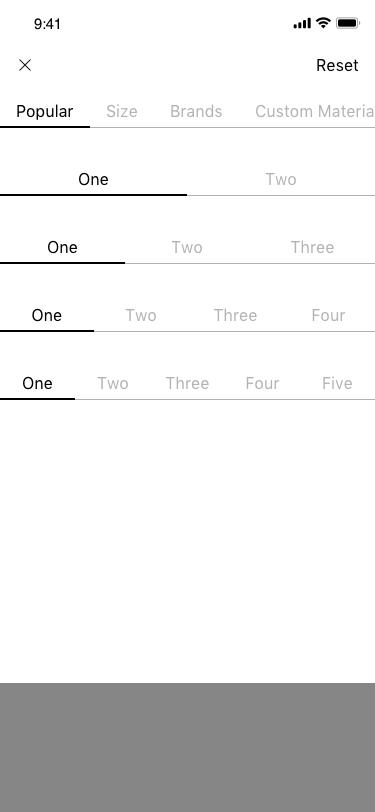 9:41
Reset
Popular Size Brands Custom Materia
One Two
One Two Three
One Two Three Four
One Two Three Four Five